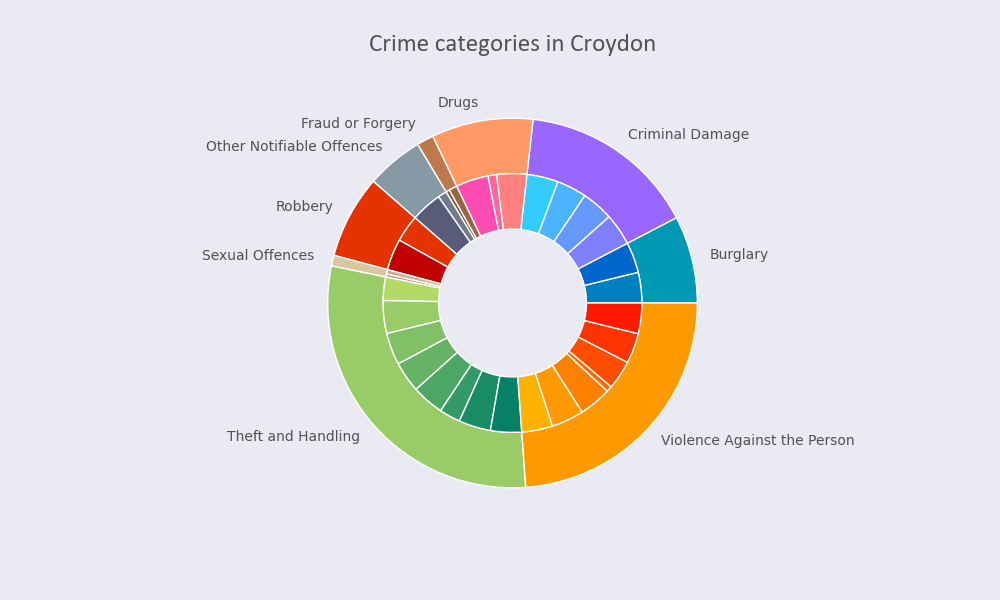 Crime categories in Croydon
Drugs
Fraud or Forgery
Criminal Damage
Other Notifiable Offences
Robbery
Sexual Offences
Burglary
Theft and Handling
Violence Against the Person